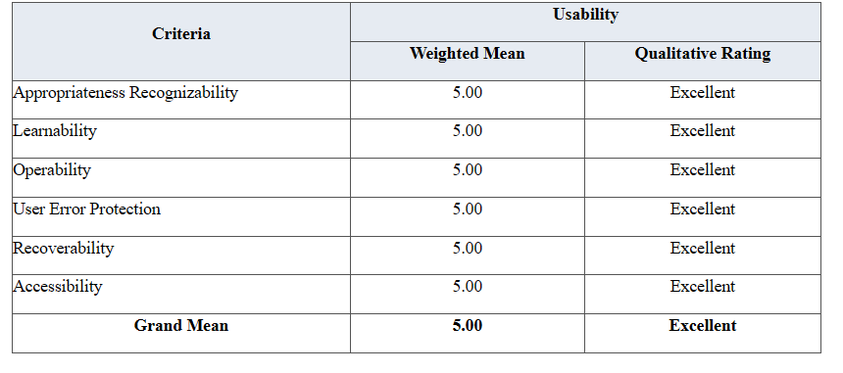 Criteria
Usability
Weighted Mean Qualitative Rating
Appropriateness Recognizability 5.00 Excellent
Learnability 5.00 Excellent
Operability 5.00 Excellent
User Error Protection 5.00 Excellent
Recoverability 5.00 Excellent
Accessibility 5.00 Excellent
Grand Mean 5.00 Excellent